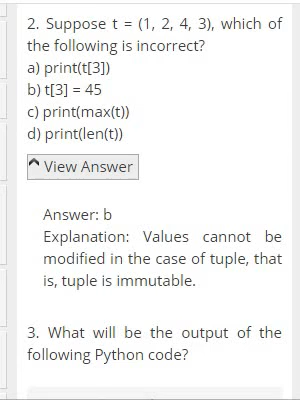 2. Suppose t = (1, 2, 4, 3), which of
the following is incorrect?
a) print(t[3])
b) t[3] = 45
c) print(max(t))
d) print(len(t))
View Answer
Answer: b
Explanation: Values cannot be
modified in the case of tuple, that
is, tuple is immutable.
3. What will be the output of the
following Python code?